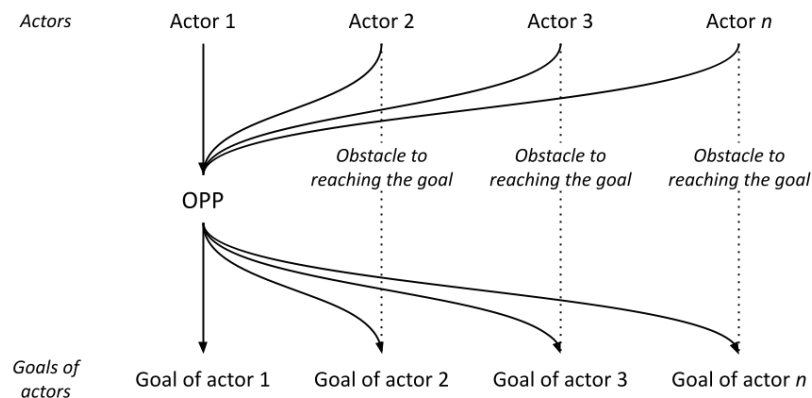 Actors Actor 1 Actor 2 Actor 3 Actor n
Obstacle to Obstacle to Obstacle to
reaching the goal reaching the goal reaching the goal
OPP
Goals of
actors
Goal of actor 1 Goal of actor 2 Goal of actor 3 Goal of actor n